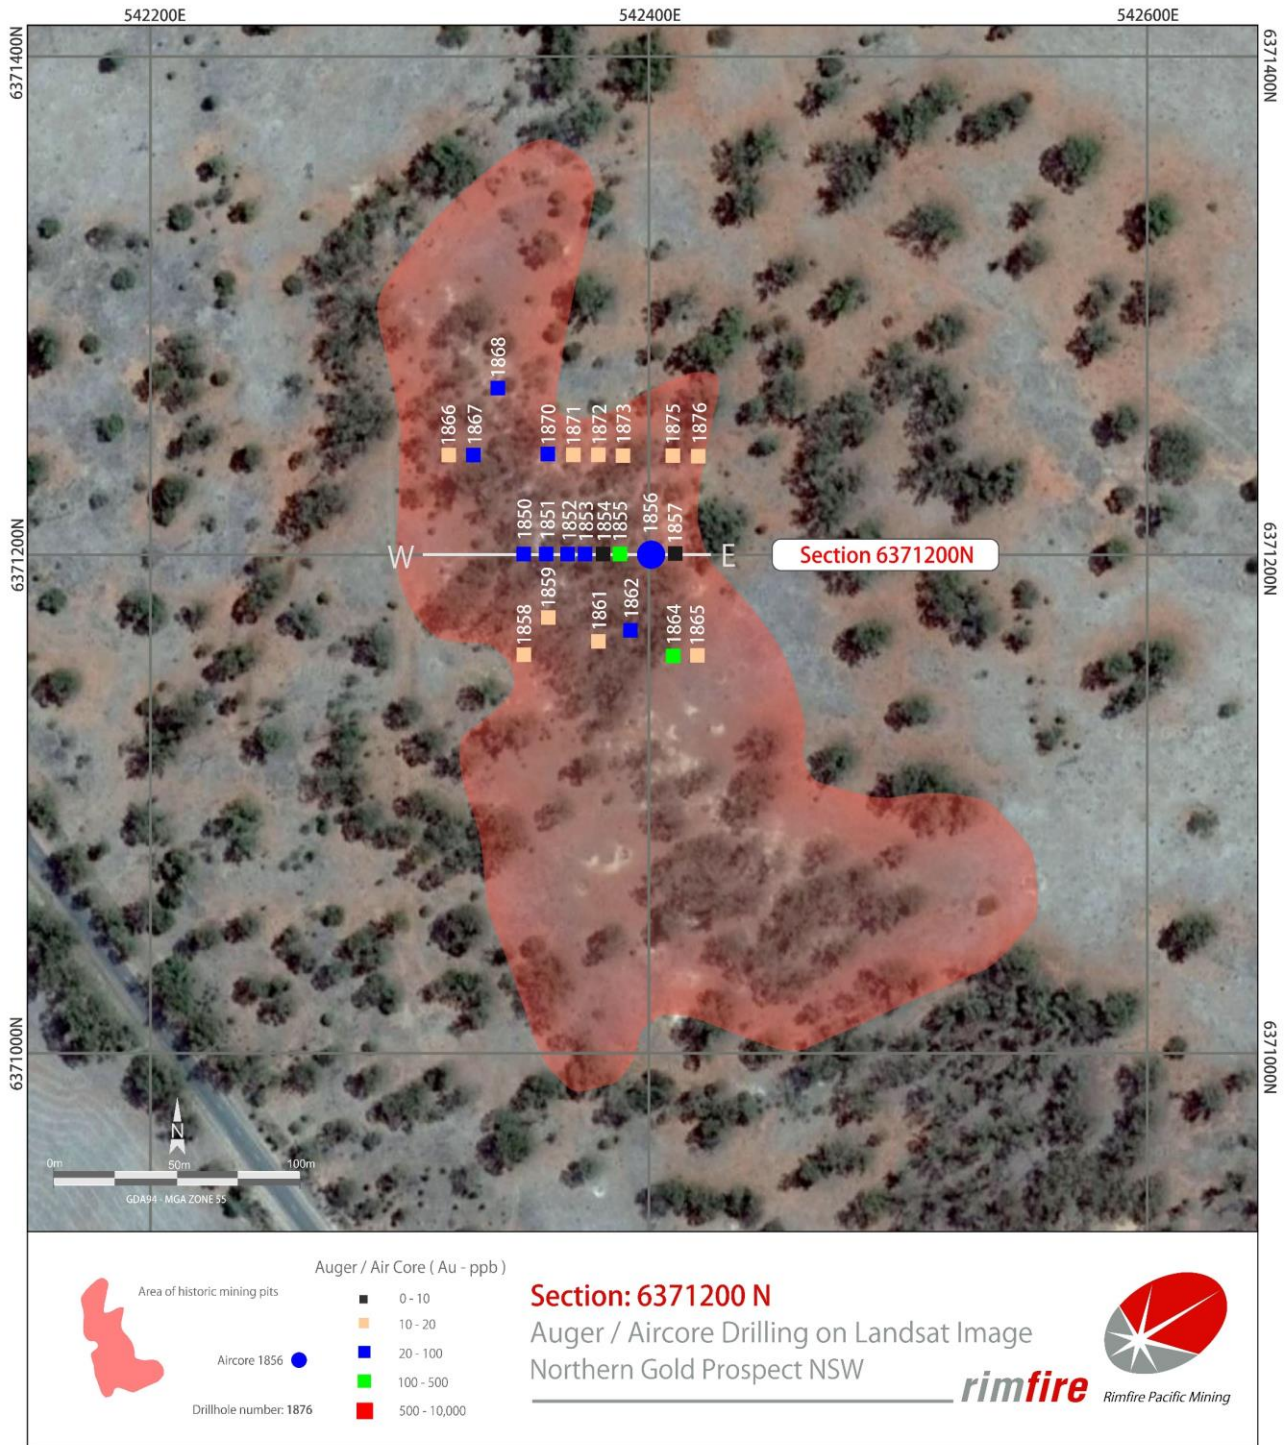 542200E
542400E
542600E
6371400N
6371400N
1868
1866
1867
1870
1871
1872
1873
1875
1876
6371200N
W
1850
1851
1852
1853
1854
1855
1856
1857
E
Section 6371200N
6371200N
1858
1859
1861
1862
1864
1865
6371000N
6371000N
N
0m
50m
100m
GDA94 - MGA ZONE 55
Area of historic mining pits
Aircore 1856
Drillhole number: 1876
Auger / Air Core ( Au - ppb )
0 - 10
10 - 20
20 - 100
100 - 500
500 - 10,000
Section: 6371200 N
Auger / Aircore Drilling on Landsat Image
Northern Gold Prospect NSW
rimfire
Rimfire Pacific Mining